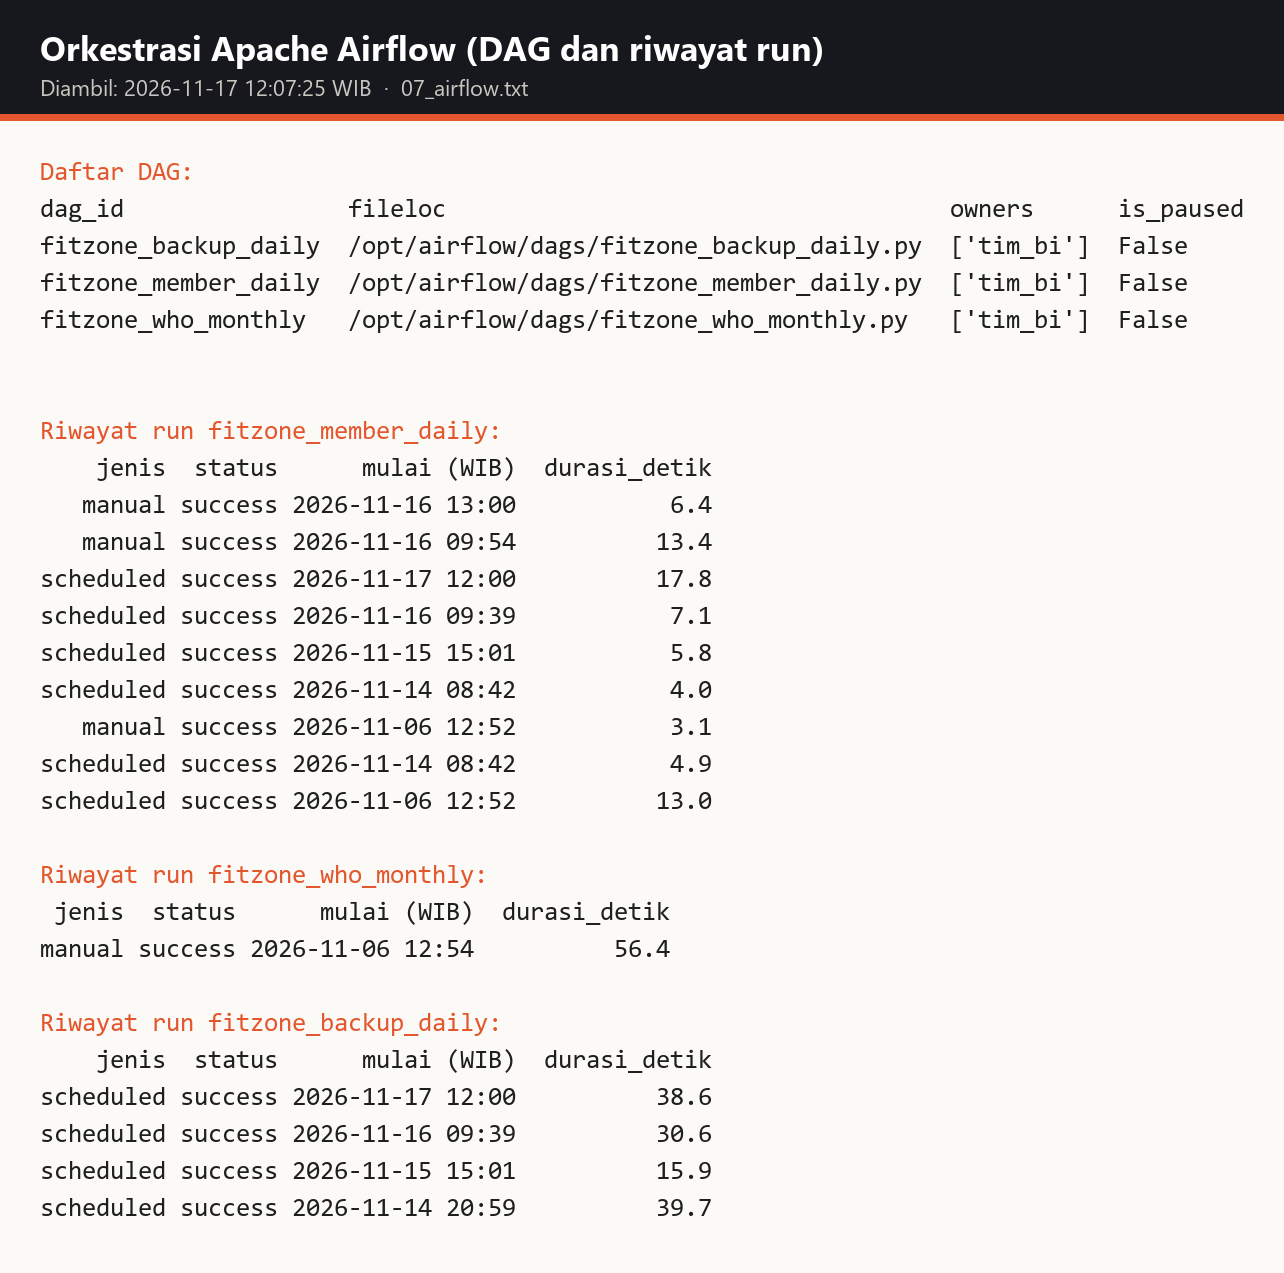 Orkestrasi Apache Airflow (DAG dan riwayat run)
Diambil: 2026-11-17 12:07:25 WIB · 07_airflow.txt
Daftar DAG:
dag_id fileloc owners is_paused
fitzone_backup_daily /opt/airflow/dags/fitzone_backup_daily.py ['tim_bi'] False
fitzone_member_daily /opt/airflow/dags/fitzone_member_daily.py ['tim_bi'] False
fitzone_who_monthly /opt/airflow/dags/fitzone_who_monthly.py ['tim_bi'] False
Riwayat run fitzone_member_daily:
jenis status mulai (WIB) durasi_detik
manual success 2026-11-16 13:00 6.4
manual success 2026-11-16 09:54 13.4
scheduled success 2026-11-17 12:00 17.8
scheduled success 2026-11-16 09:39 7.1
scheduled success 2026-11-15 15:01 5.8
scheduled success 2026-11-14 08:42 4.0
manual success 2026-11-06 12:52 3.1
scheduled success 2026-11-14 08:42 4.9
scheduled success 2026-11-06 12:52 13.0
Riwayat run fitzone_who_monthly:
jenis status mulai (WIB) durasi_detik
manual success 2026-11-06 12:54 56.4
Riwayat run fitzone_backup_daily:
jenis status mulai (WIB) durasi_detik
scheduled success 2026-11-17 12:00 38.6
scheduled success 2026-11-16 09:39 30.6
scheduled success 2026-11-15 15:01 15.9
scheduled success 2026-11-14 20:59 39.7